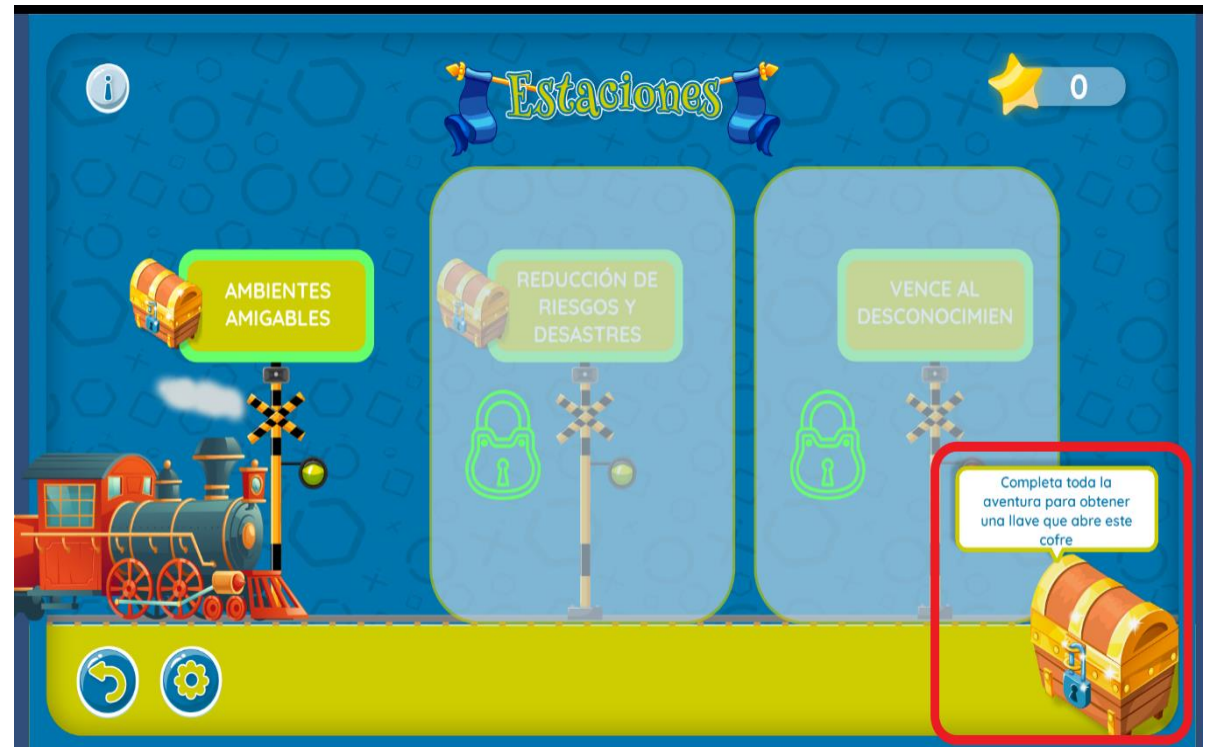 Estaciones
0
AMBIENTES
AMIGABLES
REDUCCIÓN DE
RIESGOS Y
DESASTRES
VENCE AL
DESCONOCIMIEN
Completa toda la
aventura para obtener
una llave que abre este
cofre